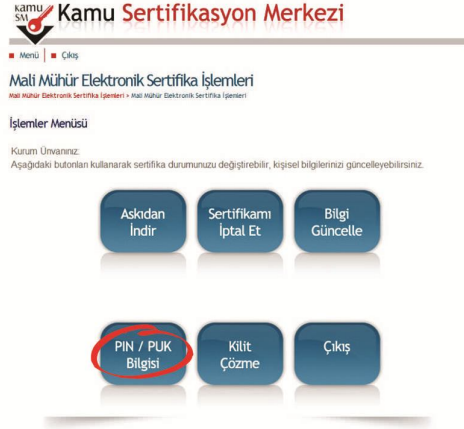 kamu
SM
Kamu Sertifikasyon Merkezi
Menü | Çıkış
Mali Mühür Elektronik Sertifika İşlemleri
Mali Mühür Elektronik Sertifika İşlemleri » Mali Mühür Elektronik Sertifika İşlemleri
İşlemler Menüsü
Kurum Ünvanınız:
Aşağıdaki butonları kullanarak sertifika durumunuzu değiştirebilir, kişisel bilgilerinizi güncelleyebilirsiniz.
Askıdan
İndir
Sertifikamı
İptal Et
Bilgi
Güncelle
PIN / PUK
Bilgisi
Kilit
Çözme
Çıkış